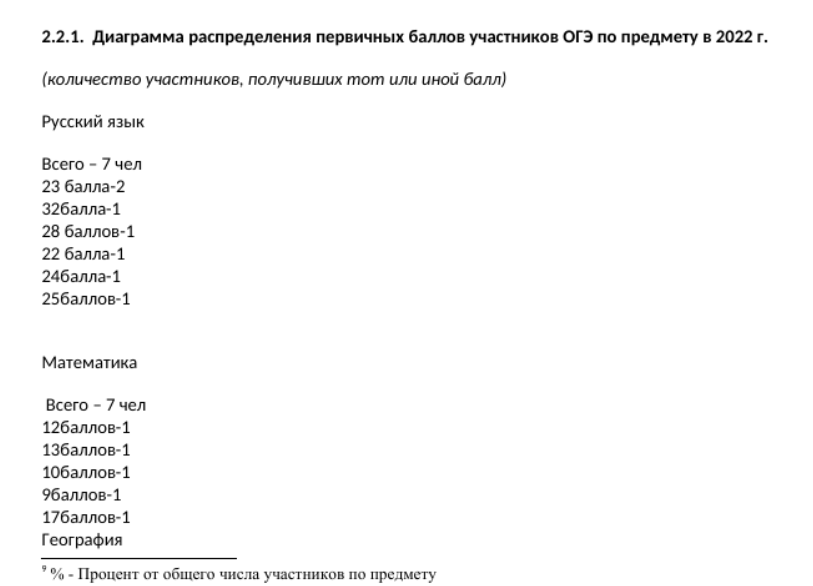 2.2.1. Диаграмма распределения первичных баллов участников ОГЭ по предмету в 2022 г.
(количество участников, получивших тот или иной балл)
Русский язык
Всего – 7 чел
23 балла-2
32балла-1
28 баллов-1
22 балла-1
24балла-1
25баллов-1
Математика
Всего – 7 чел
12баллов-1
13баллов-1
10баллов-1
9баллов-1
17баллов-1
География
⁹ % - Процент от общего числа участников по предмету